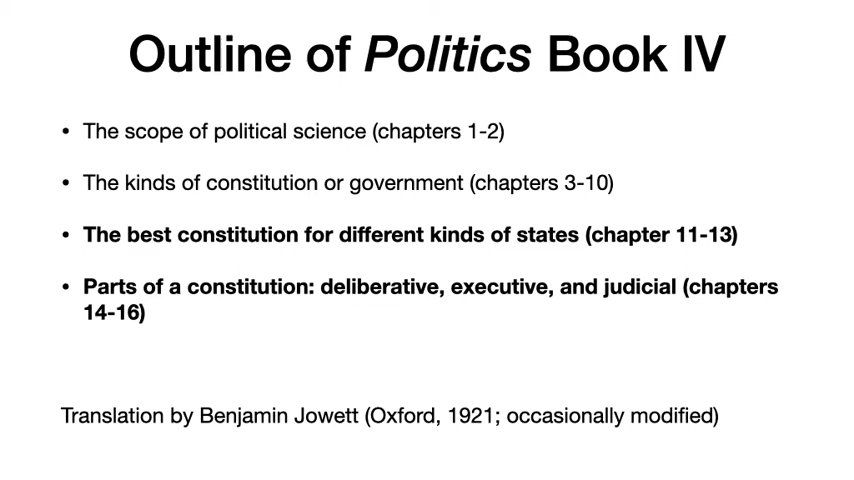 Outline of Politics Book IV
• The scope of political science (chapters 1-2)
• The kinds of constitution or government (chapters 3-10)
• The best constitution for different kinds of states (chapter 11-13)
• Parts of a constitution: deliberative, executive, and judicial (chapters
14-16)
Translation by Benjamin Jowett (Oxford, 1921; occasionally modified)